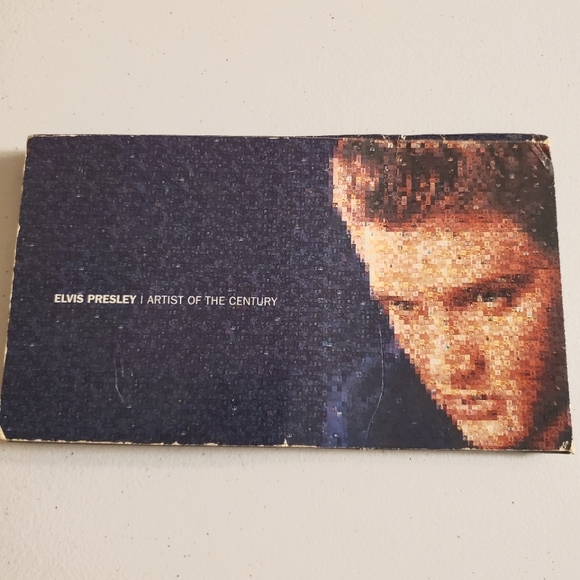 ELVIS PRESLEY | ARTIST OF THE CENTURY